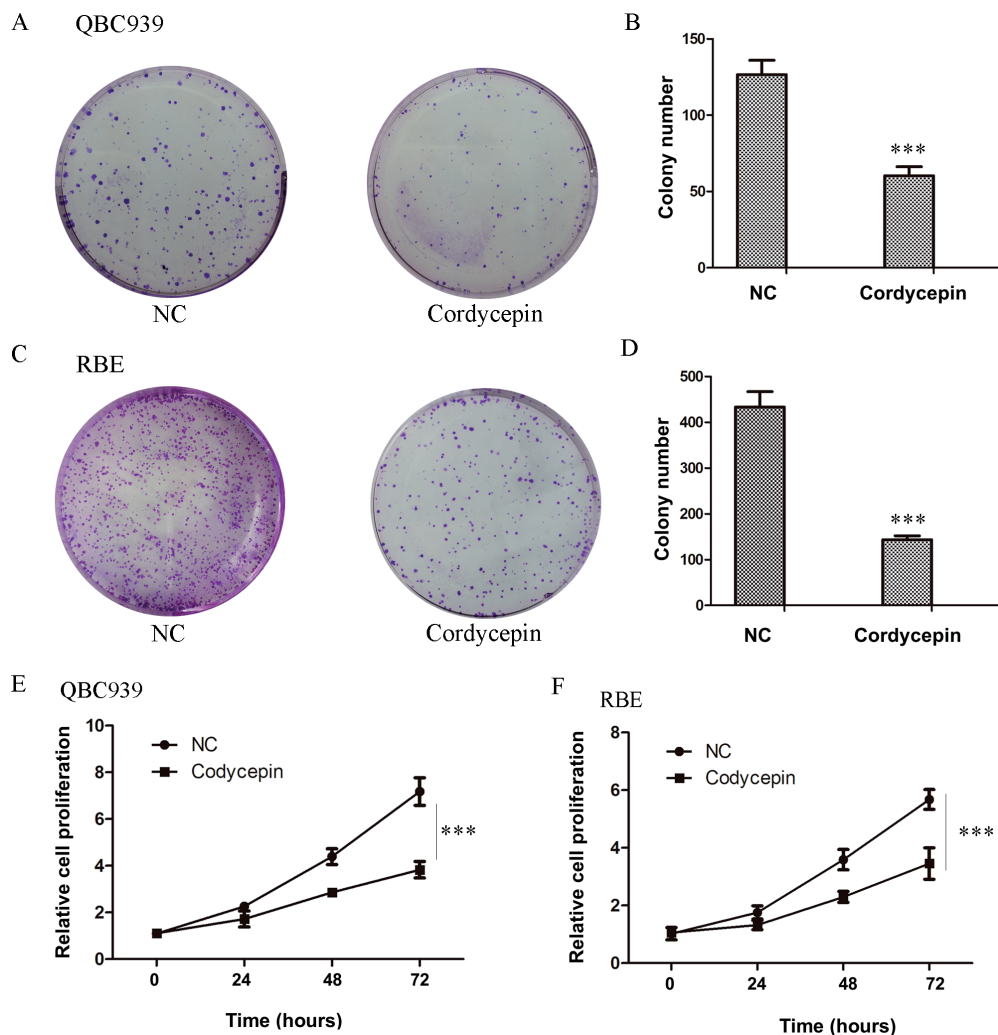 A QBC939
NC
Cordycepin
B
Colony number
150
100
50
0
***
NC
Cordycepin
C RBE
NC
Cordycepin
D
Colony number
500
400
300
200
100
0
***
NC
Cordycepin
E QBC939
Relative cell proliferation
10
8
6
4
2
0
NC
Codycepin
***
0 24 48 72
Time (hours)
F RBE
Relative cell proliferation
8
6
4
2
0
NC
Codycepin
***
0 24 48 72
Time (hours)